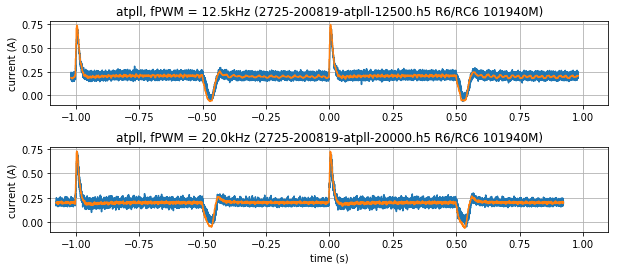 atpll, fPWM = 12.5kHz (2725-200819-atpll-12500.h5 R6/RC6 101940M)
current (A)
0.75
0.50
0.25
0.00
−1.00 −0.75 −0.50 −0.25 0.00 0.25 0.50 0.75 1.00
atpll, fPWM = 20.0kHz (2725-200819-atpll-20000.h5 R6/RC6 101940M)
current (A)
0.75
0.50
0.25
0.00
−1.00 −0.75 −0.50 −0.25 0.00 0.25 0.50 0.75 1.00
time (s)